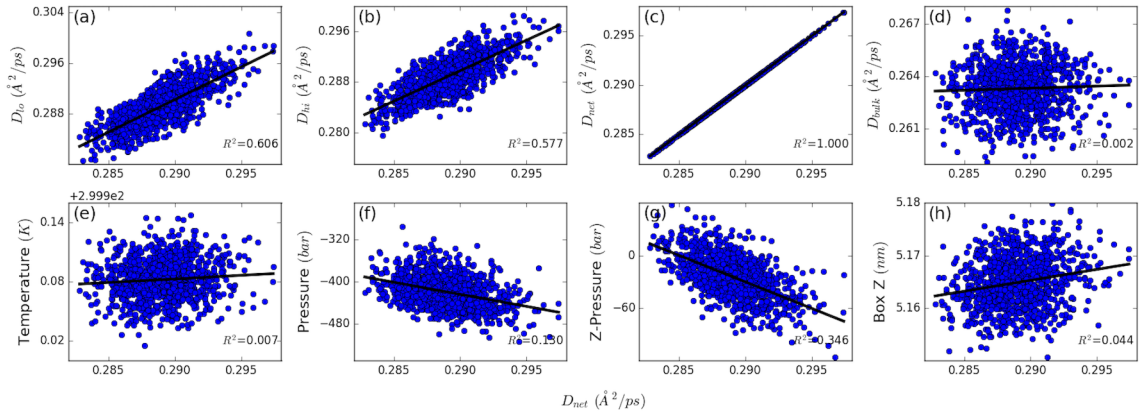 (a)
0.304
0.296
0.288
D_lo (Å²/ps)
R²=0.606
0.285 0.290 0.295
(b)
0.296
0.288
0.280
D_hi (Å²/ps)
R²=0.577
0.285 0.290 0.295
(c)
0.295
0.290
0.285
D_net (Å²/ps)
R²=1.000
0.285 0.290 0.295
(d)
0.267
0.264
0.261
D_bulk (Å²/ps)
R²=0.002
0.285 0.290 0.295
+2.999e2
(e)
0.14
0.08
0.02
Temperature (K)
R²=0.007
0.285 0.290 0.295
(f)
−320
−400
−480
Pressure (bar)
R²=0.130
0.285 0.290 0.295
(g)
0
−60
Z-Pressure (bar)
R²=0.346
0.285 0.290 0.295
(h)
5.18
5.17
5.16
Box Z (nm)
R²=0.044
0.285 0.290 0.295
D_net (Å²/ps)